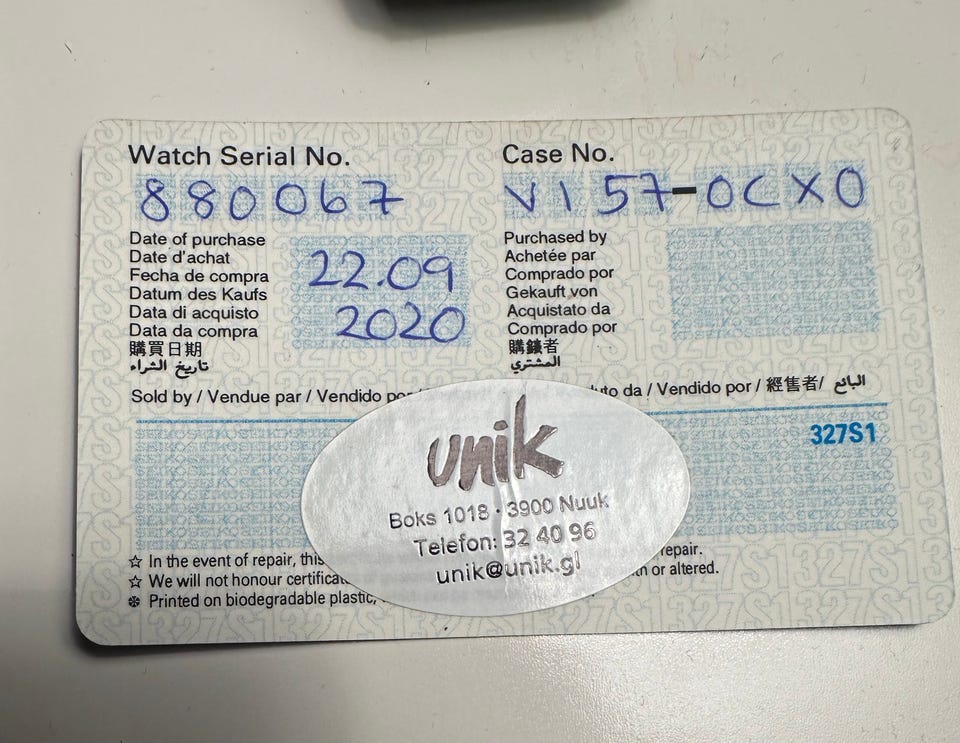 Watch Serial No.
880067
Date of purchase
Date d'achat
Fecha de compra
Datum des Kaufs
Data di acquisto
Data da compra
購買日期
تاريخ الشراء
22.09
2020
Case No.
V157-0CX0
Purchased by
Achetée par
Comprado por
Gekauft von
Acquistato da
Comprado por
購錶者
المشتري
Sold by / Vendue par / Vendido por to da / Vendido por / 經售者/ البائع
327S1
unik
Boks 1018 · 3900 Nuuk
Telefon: 32 40 96
unik@unik.gl
☆ In the event of repair, this repair.
☆ We will not honour or altered.
❇ Printed on biodegradable plastic,